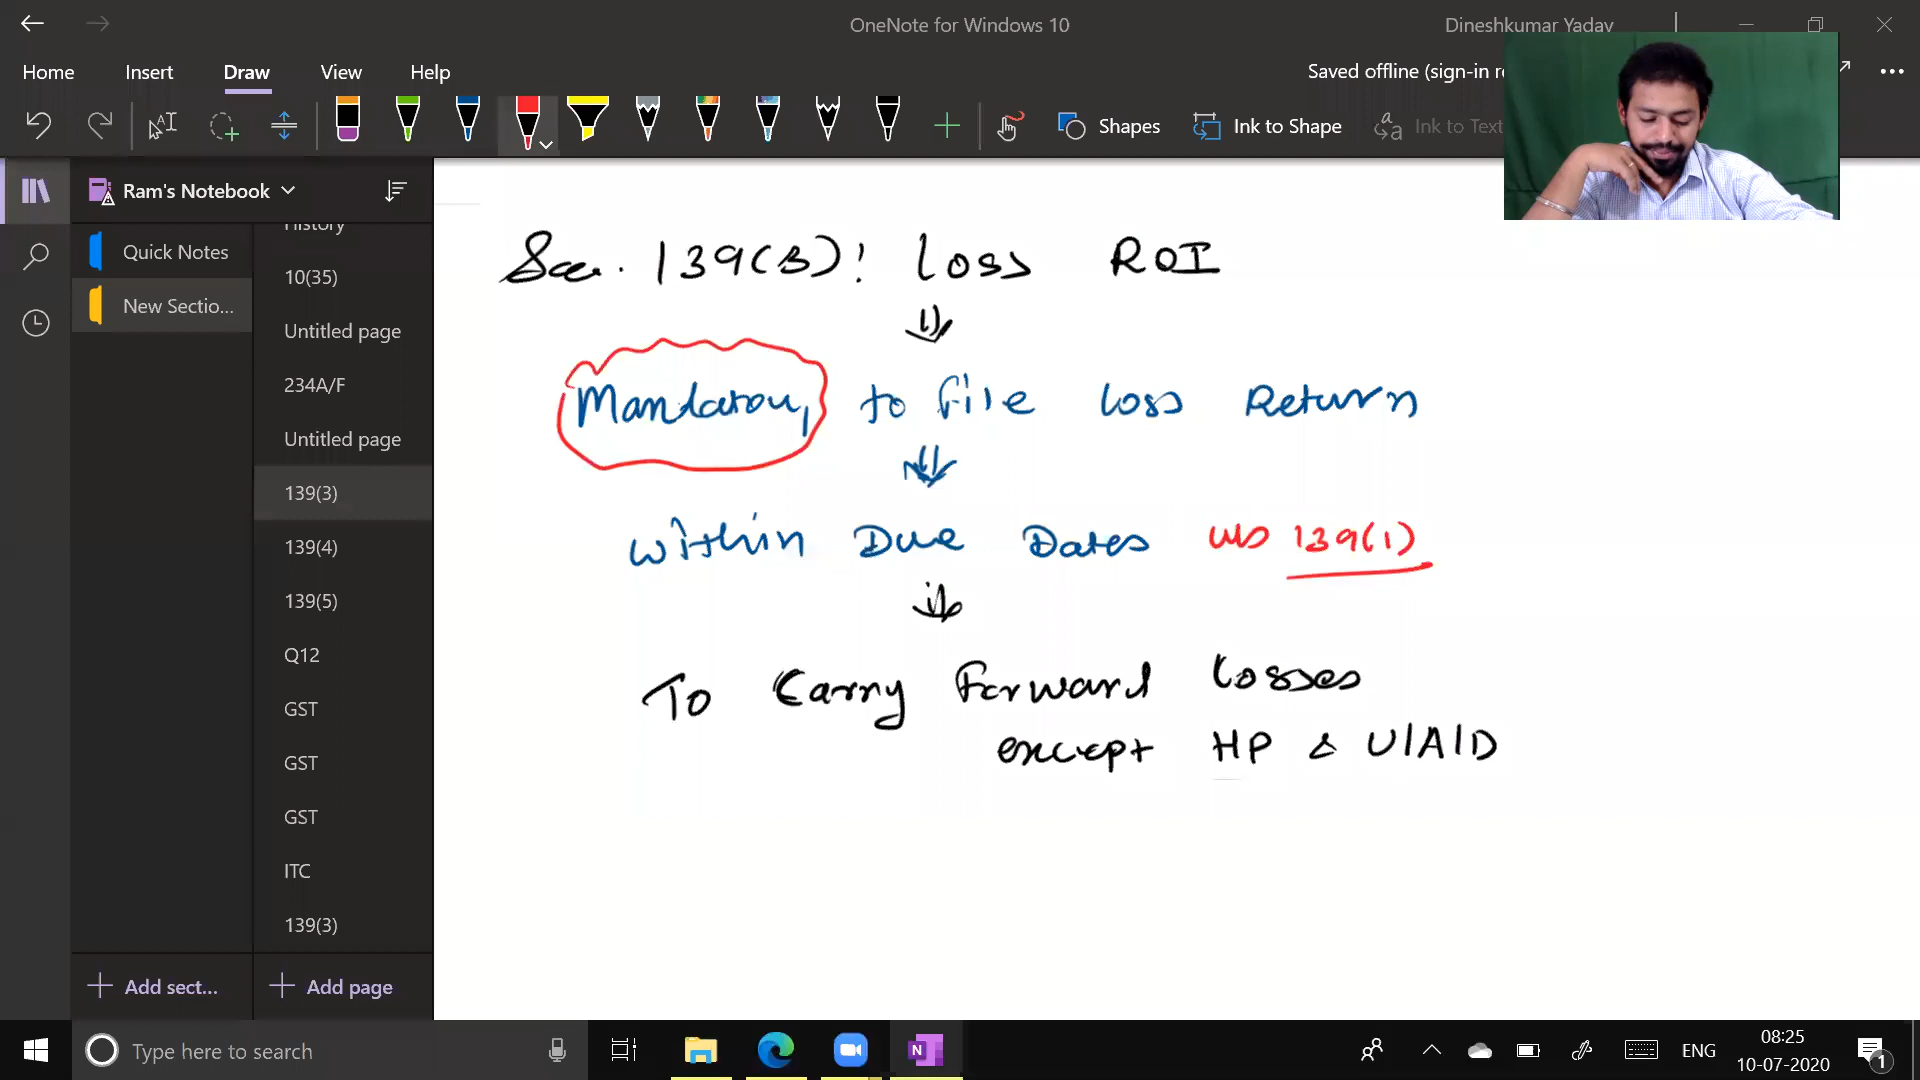 OneNote for Windows 10
Dineshkumar Yadav
Home Insert Draw View Help
Saved offline (sign-in re
Shapes
Ink to Shape
Ink to Text
Ram's Notebook
Quick Notes
New Sectio...
History
10(35)
Untitled page
234A/F
Untitled page
139(3)
139(4)
139(5)
Q12
GST
GST
GST
ITC
139(3)
Add sect...
Add page
Sec. 139(3): Loss ROI
Mandatory to file Loss Return
within Due Dates u/s 139(1)
To Carry Forward Losses
except HP & U/A/D
Type here to search
ENG
08:25
10-07-2020
1